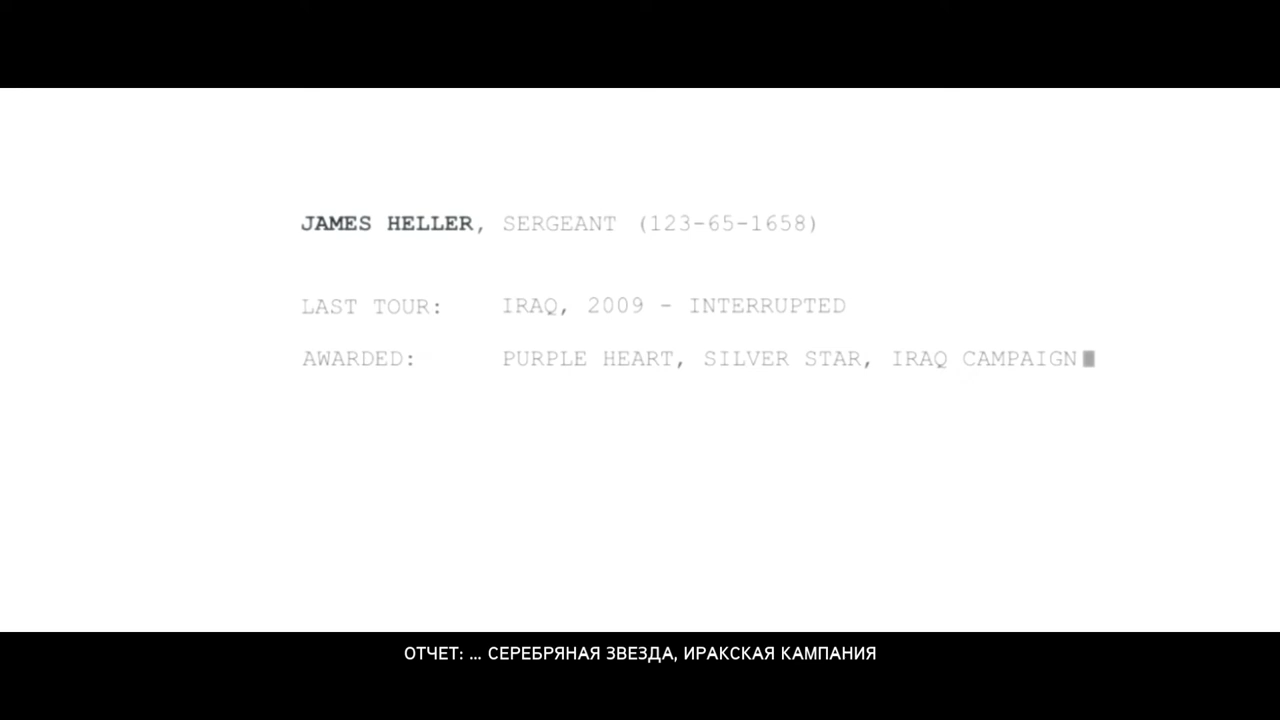 JAMES HELLER, SERGEANT (123-65-1658)
LAST TOUR: IRAQ, 2009 - INTERRUPTED
AWARDED: PURPLE HEART, SILVER STAR, IRAQ CAMPAIGN
ОТЧЕТ: ... СЕРЕБРЯНАЯ ЗВЕЗДА, ИРАКСКАЯ КАМПАНИЯ